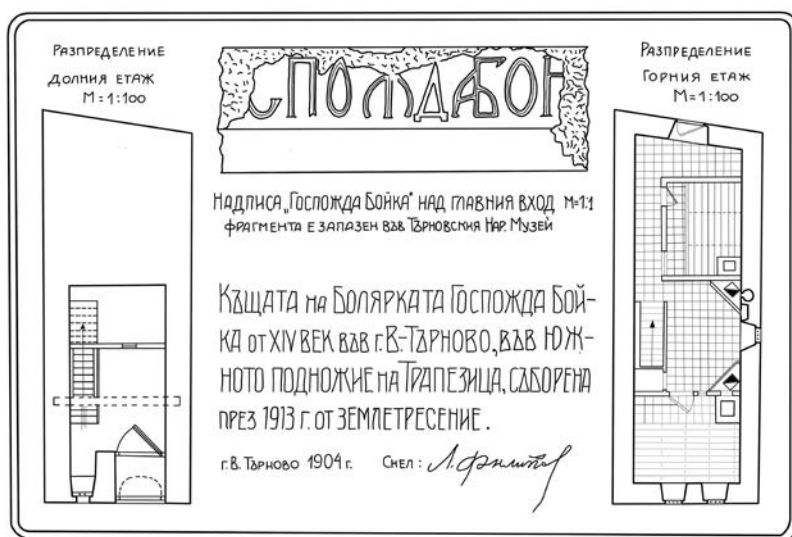 РАЗПРЕДЕЛЕНИЕ
ДОЛНИЯ ЕТАЖ
М=1:100
СПОЖДАБОН
РАЗПРЕДЕЛЕНИЕ
ГОРНИЯ ЕТАЖ
М=1:100
НАДПИСА „ГОСПОЖДА БОЙКА“ НАД ГЛАВНИЯ ВХОД М=1:1
ФРАГМЕНТА Е ЗАПАЗЕН ВЪВ ТЪРНОВСКИЯ НАР. МУЗЕЙ
КЪЩАТА НА БОЛЯРКАТА ГОСПОЖДА БОЙ-
КА ОТ XIV ВЕК ВЪВ Г. В-ТЪРНОВО, ВЪВ ЮЖ-
НОТО ПОДНОЖИЕ НА ТРАПЕЗИЦА, СЪБОРЕНА
ПРЕЗ 1913 Г. ОТ ЗЕМЛЕТРЕСЕНИЕ.
Г. В. ТЪРНОВО 1904 Г. СНЕЛ: